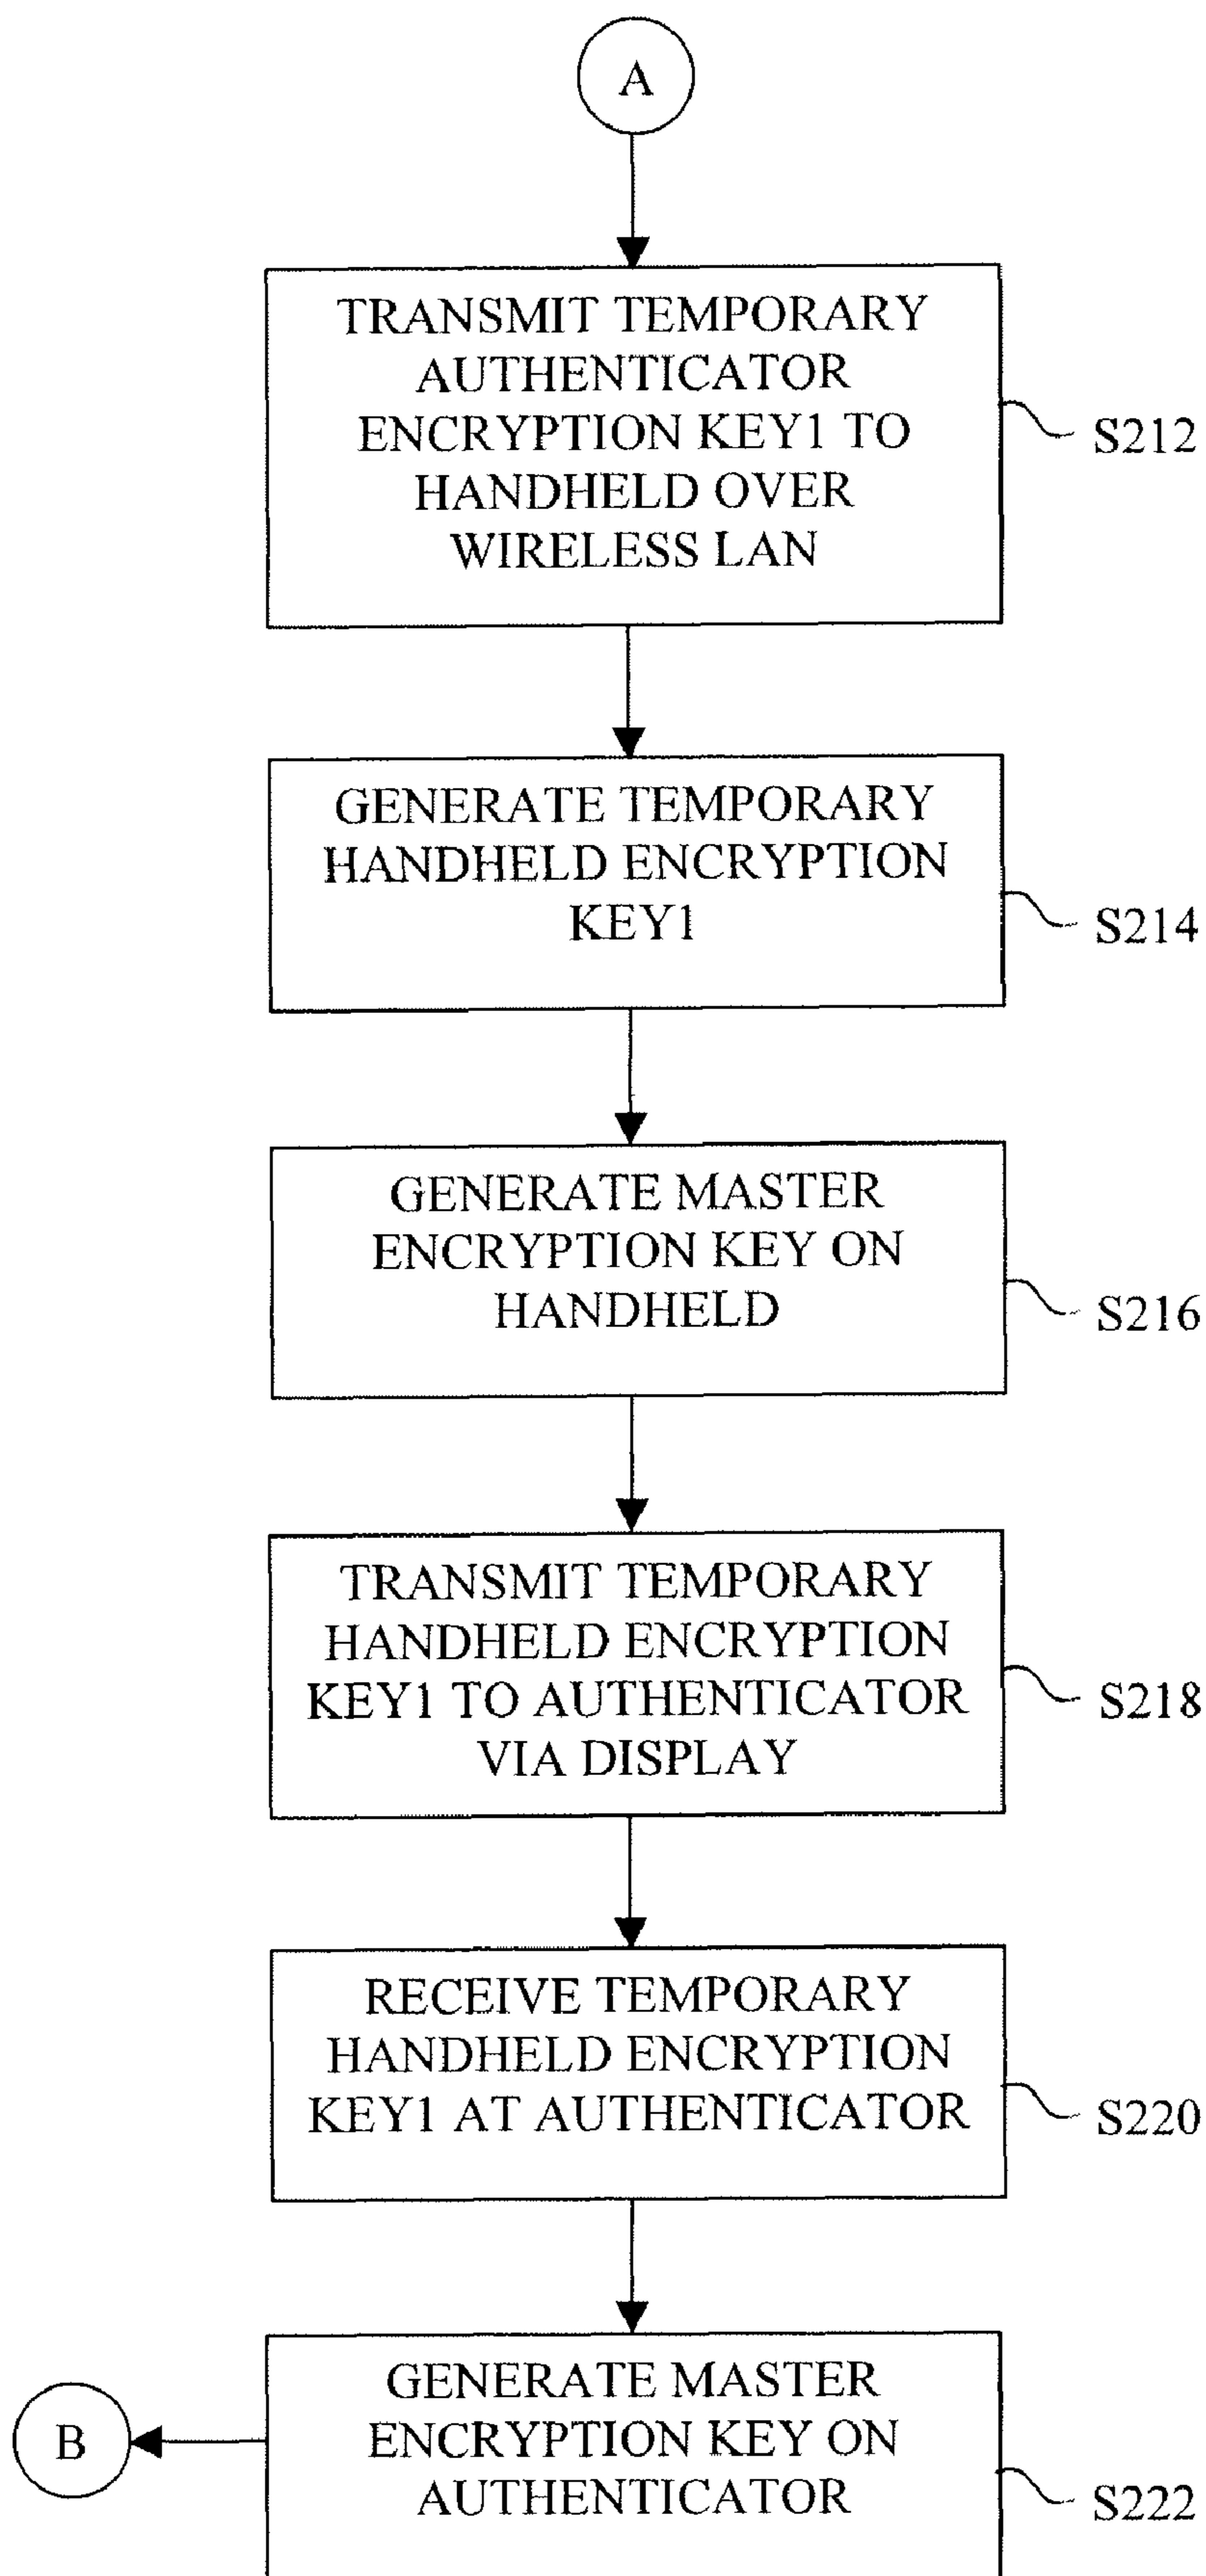 A
TRANSMIT TEMPORARY
AUTHENTICATOR
ENCRYPTION KEY1 TO
HANDHELD OVER
WIRELESS LAN
S212
GENERATE TEMPORARY
HANDHELD ENCRYPTION
KEY1
S214
GENERATE MASTER
ENCRYPTION KEY ON
HANDHELD
S216
TRANSMIT TEMPORARY
HANDHELD ENCRYPTION
KEY1 TO AUTHENTICATOR
VIA DISPLAY
S218
RECEIVE TEMPORARY
HANDHELD ENCRYPTION
KEY1 AT AUTHENTICATOR
S220
GENERATE MASTER
ENCRYPTION KEY ON
AUTHENTICATOR
S222
B